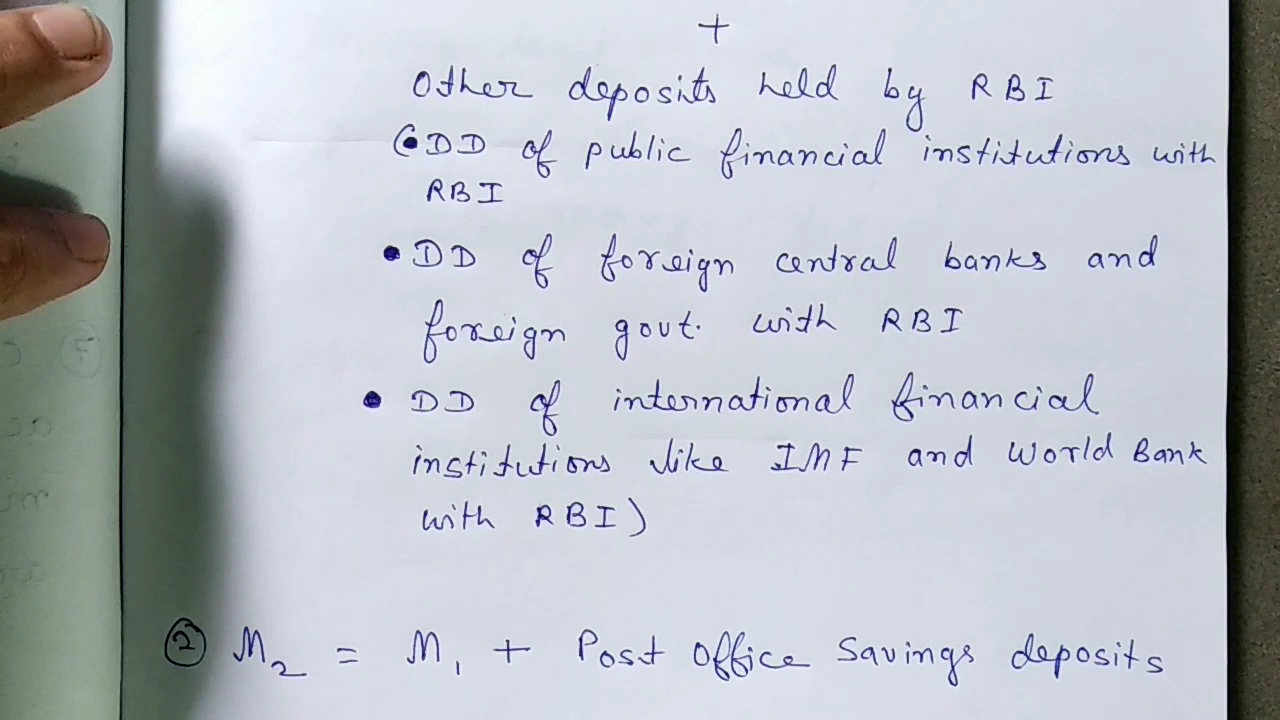 +
Other deposits held by RBI
(•DD of public financial institutions with
RBI
•DD of foreign central banks and
foreign govt. with RBI
• DD of international financial
institutions like IMF and World Bank
with RBI)
② M₂ = M₁ + Post office Savings deposits